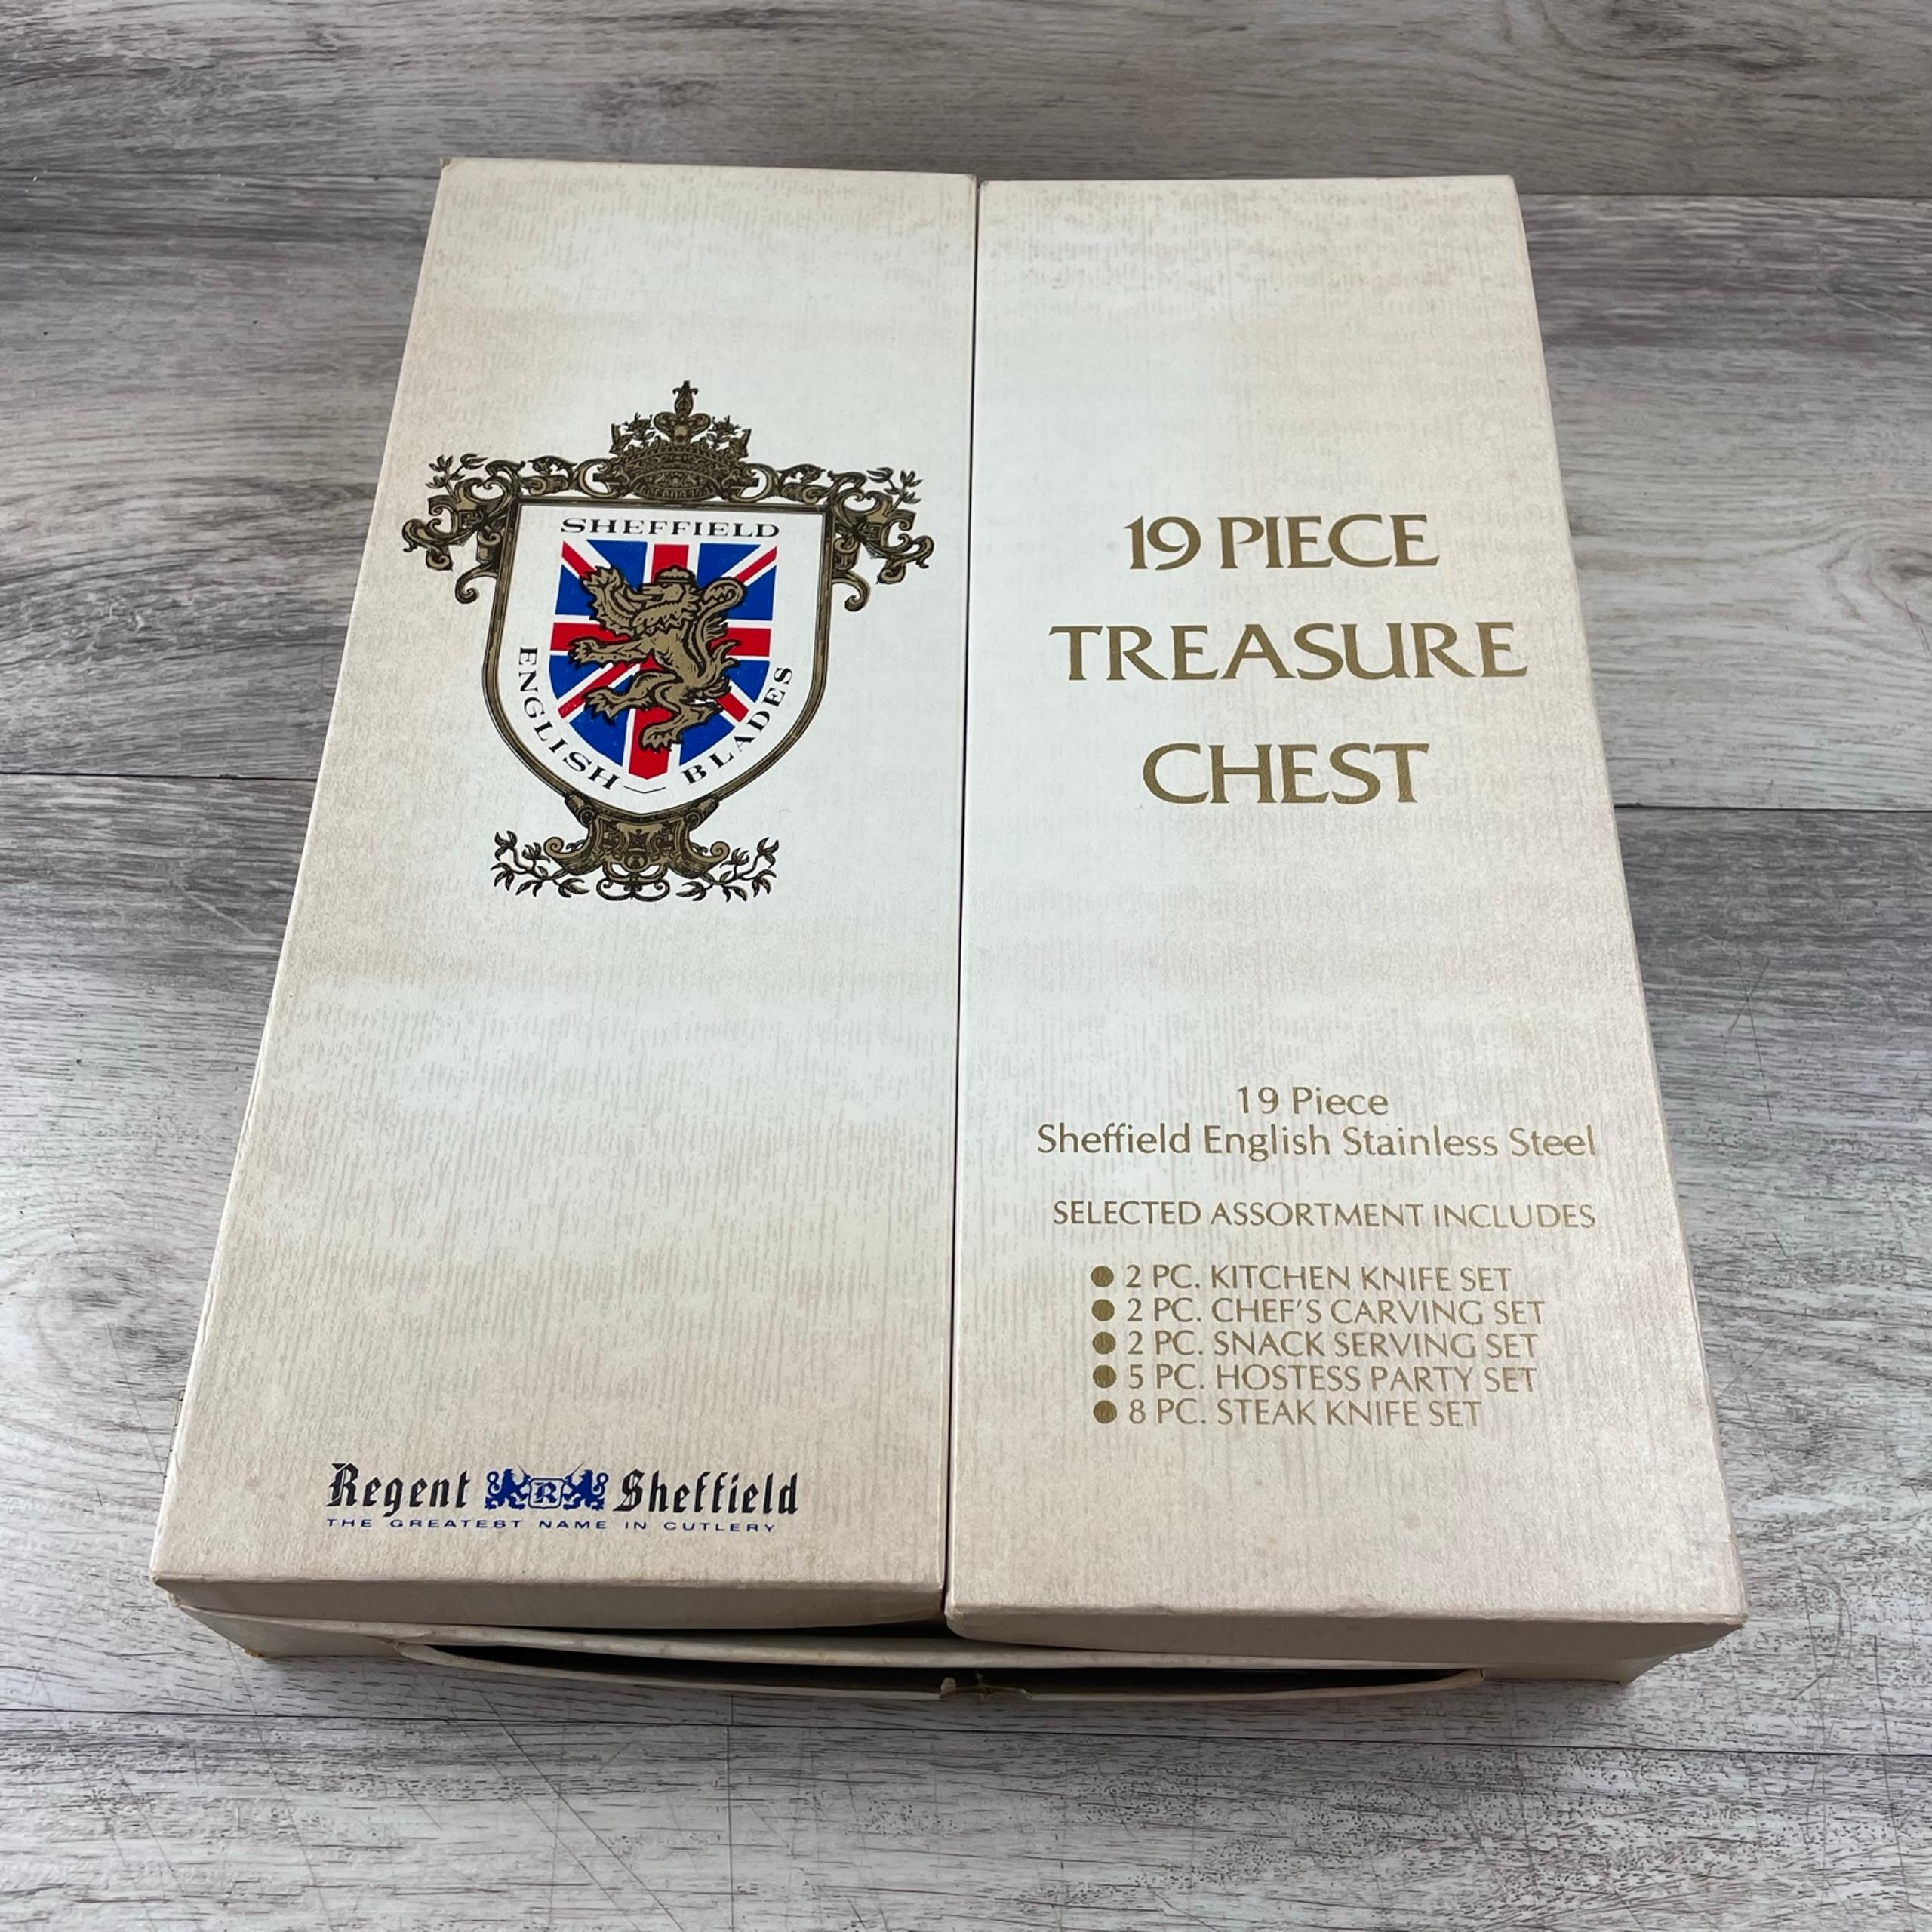 SHEFFIELD
ENGLISH BLADES
Regent R Sheffield
THE GREATEST NAME IN CUTLERY
19 PIECE
TREASURE
CHEST
19 Piece
Sheffield English Stainless Steel
SELECTED ASSORTMENT INCLUDES
● 2 PC. KITCHEN KNIFE SET
● 2 PC. CHEF'S CARVING SET
● 2 PC. SNACK SERVING SET
● 5 PC. HOSTESS PARTY SET
● 8 PC. STEAK KNIFE SET